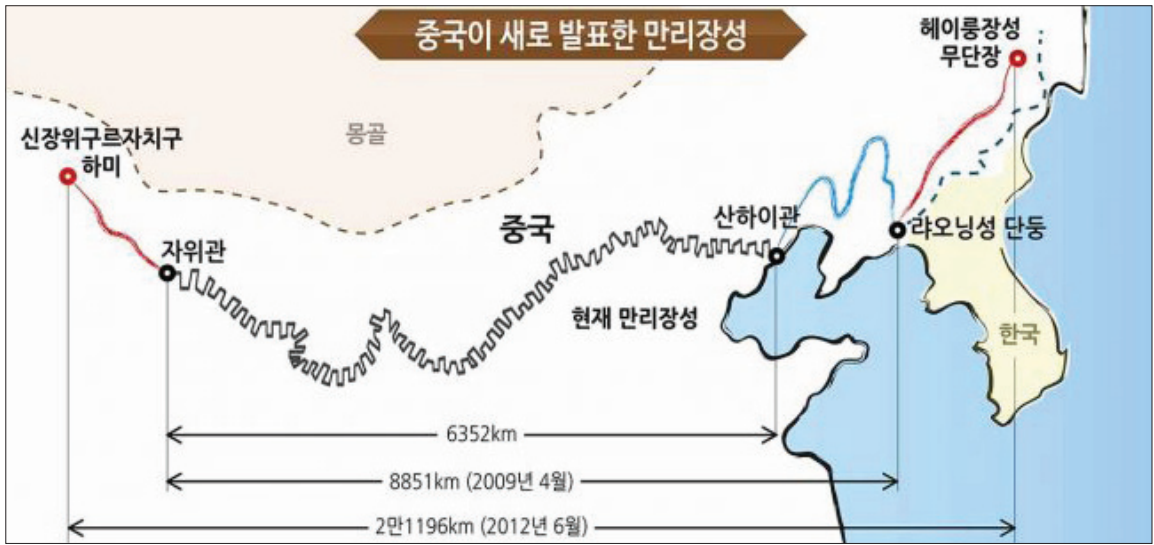 중국이 새로 발표한 만리장성
헤이룽장성
무단장
신장위구르자치구
하미
몽골
중국
산하이관
랴오닝성 단둥
자위관
현재 만리장성
한국
6352km
8851km (2009년 4월)
2만1196km (2012년 6월)